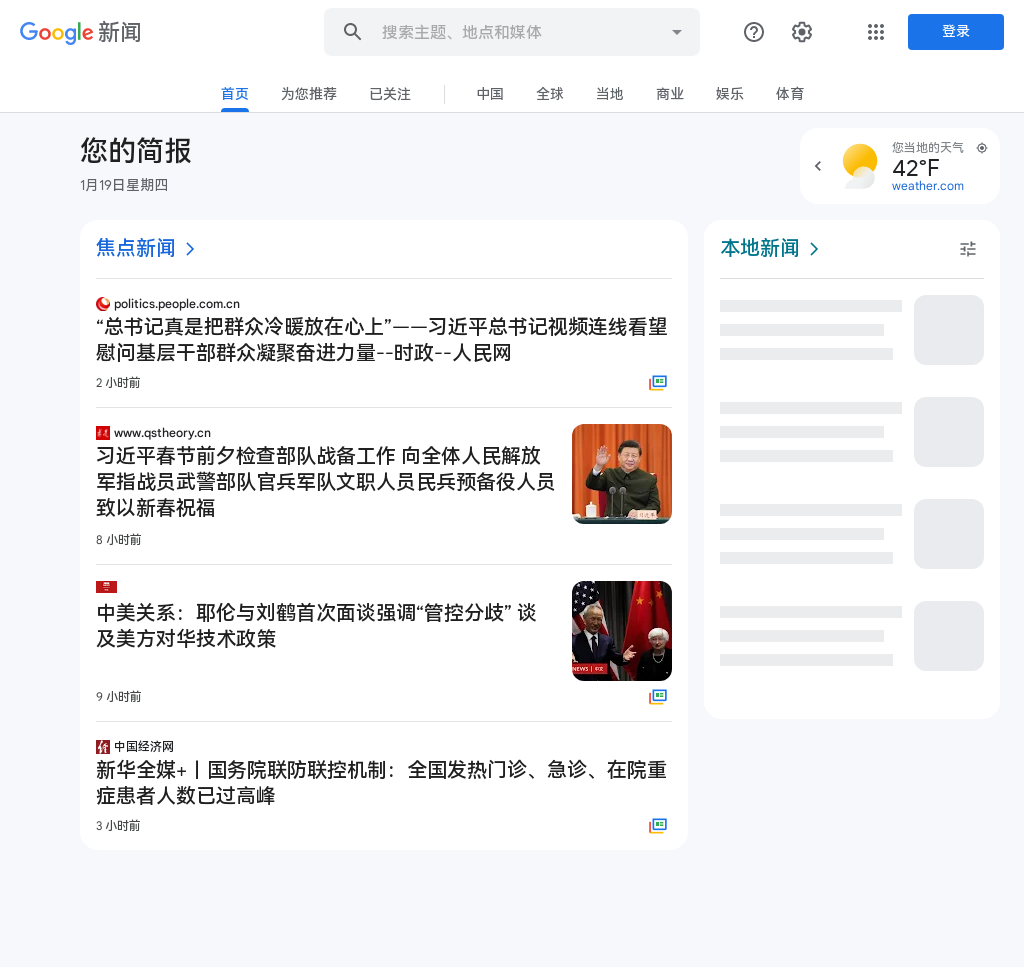 Google 新闻
搜索主题、地点和媒体
登录
首页
为您推荐
已关注
中国
全球
当地
商业
娱乐
体育
您的简报
1月19日星期四
您当地的天气
42°F
weather.com
焦点新闻
politics.people.com.cn
“总书记真是把群众冷暖放在心上”——习近平总书记视频连线看望
慰问基层干部群众凝聚奋进力量--时政--人民网
2 小时前
www.qstheory.cn
习近平春节前夕检查部队战备工作 向全体人民解放
军指战员武警部队官兵军队文职人员民兵预备役人员
致以新春祝福
8 小时前
中美关系：耶伦与刘鹤首次面谈强调“管控分歧” 谈
及美方对华技术政策
NEWS 中文
9 小时前
中国经济网
新华全媒+丨国务院联防联控机制：全国发热门诊、急诊、在院重
症患者人数已过高峰
3 小时前
本地新闻